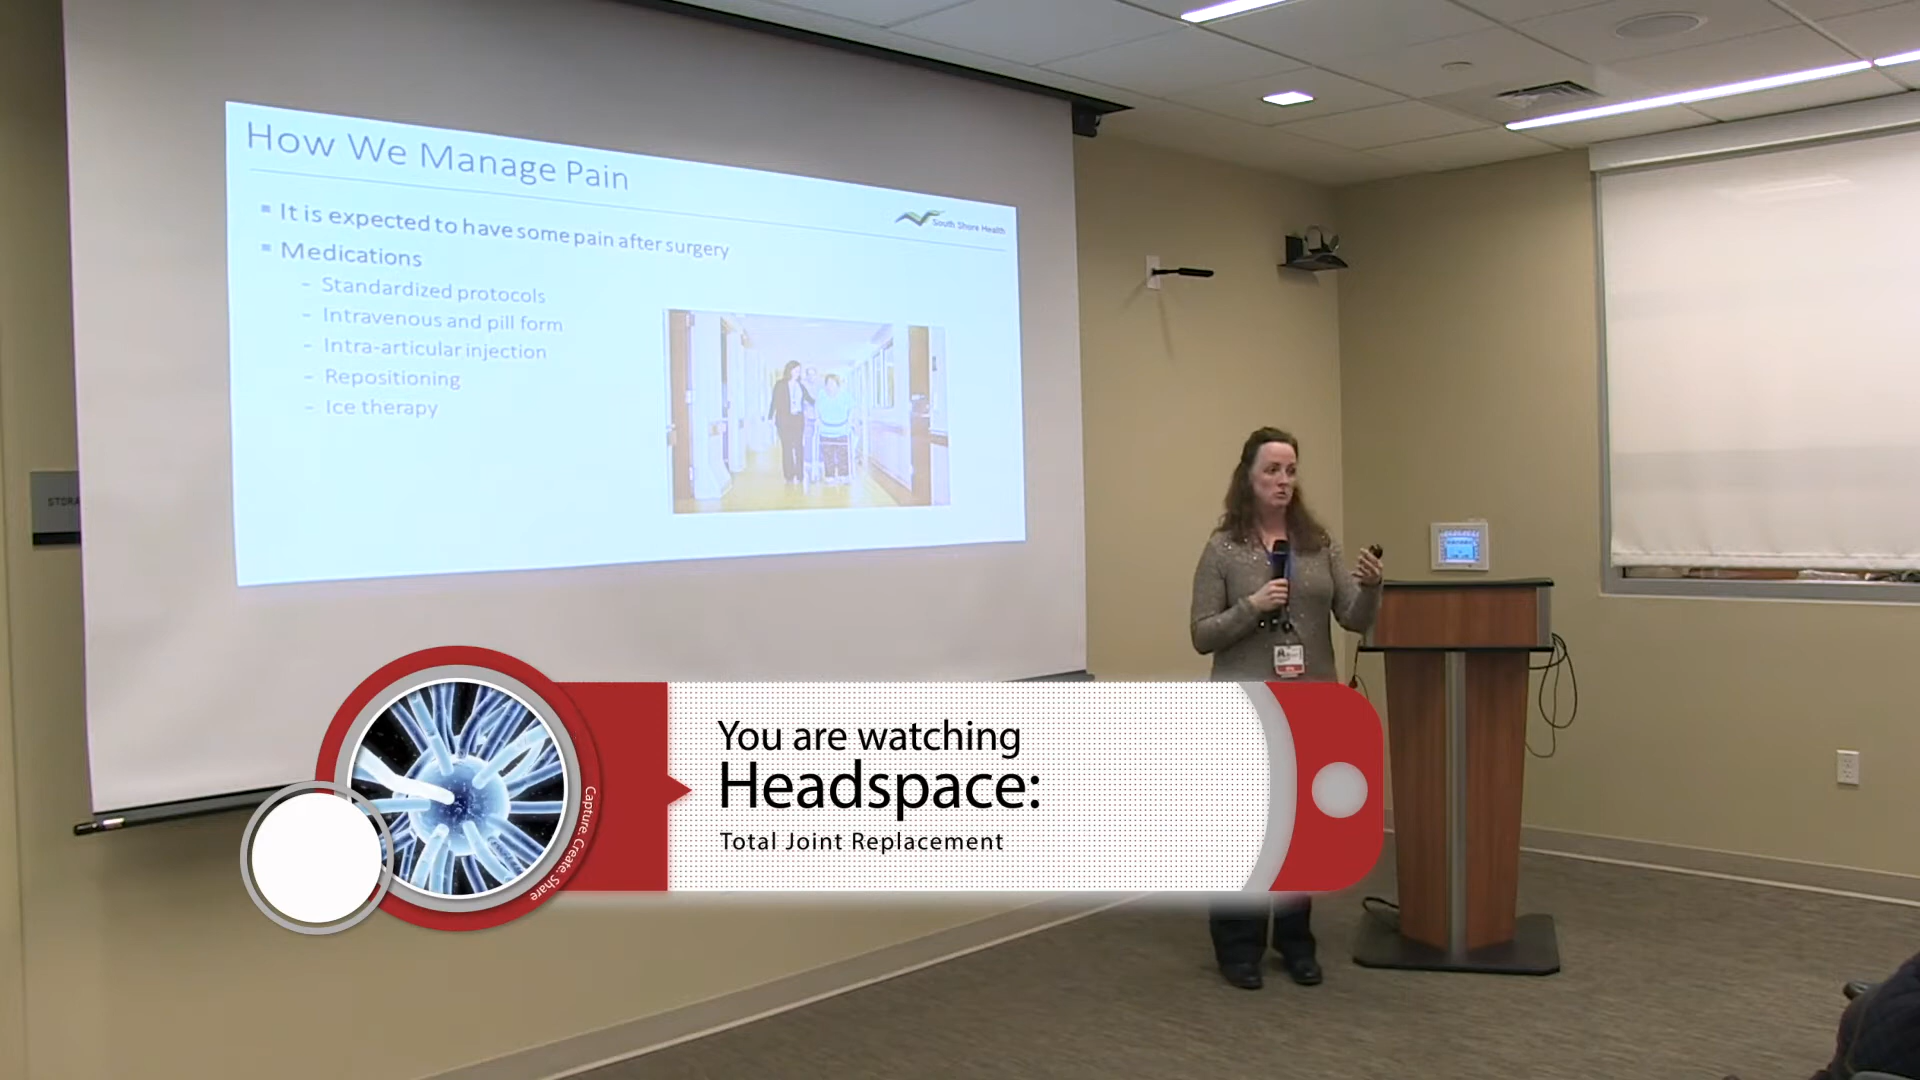 How We Manage Pain
South Shore Health
▪ It is expected to have some pain after surgery
▪ Medications
– Standardized protocols
– Intravenous and pill form
– Intra-articular injection
– Repositioning
– Ice therapy
STORA
You are watching
Headspace:
Total Joint Replacement
Capture. Create. Share